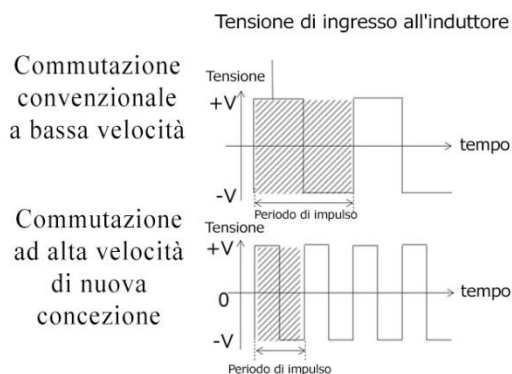 Tensione di ingresso all'induttore
Commutazione
convenzionale
a bassa velocità
Tensione
+V
tempo
-V
Periodo di impulso
Commutazione
ad alta velocità
di nuova
concezione
Tensione
+V
0
tempo
-V
Periodo di impulso